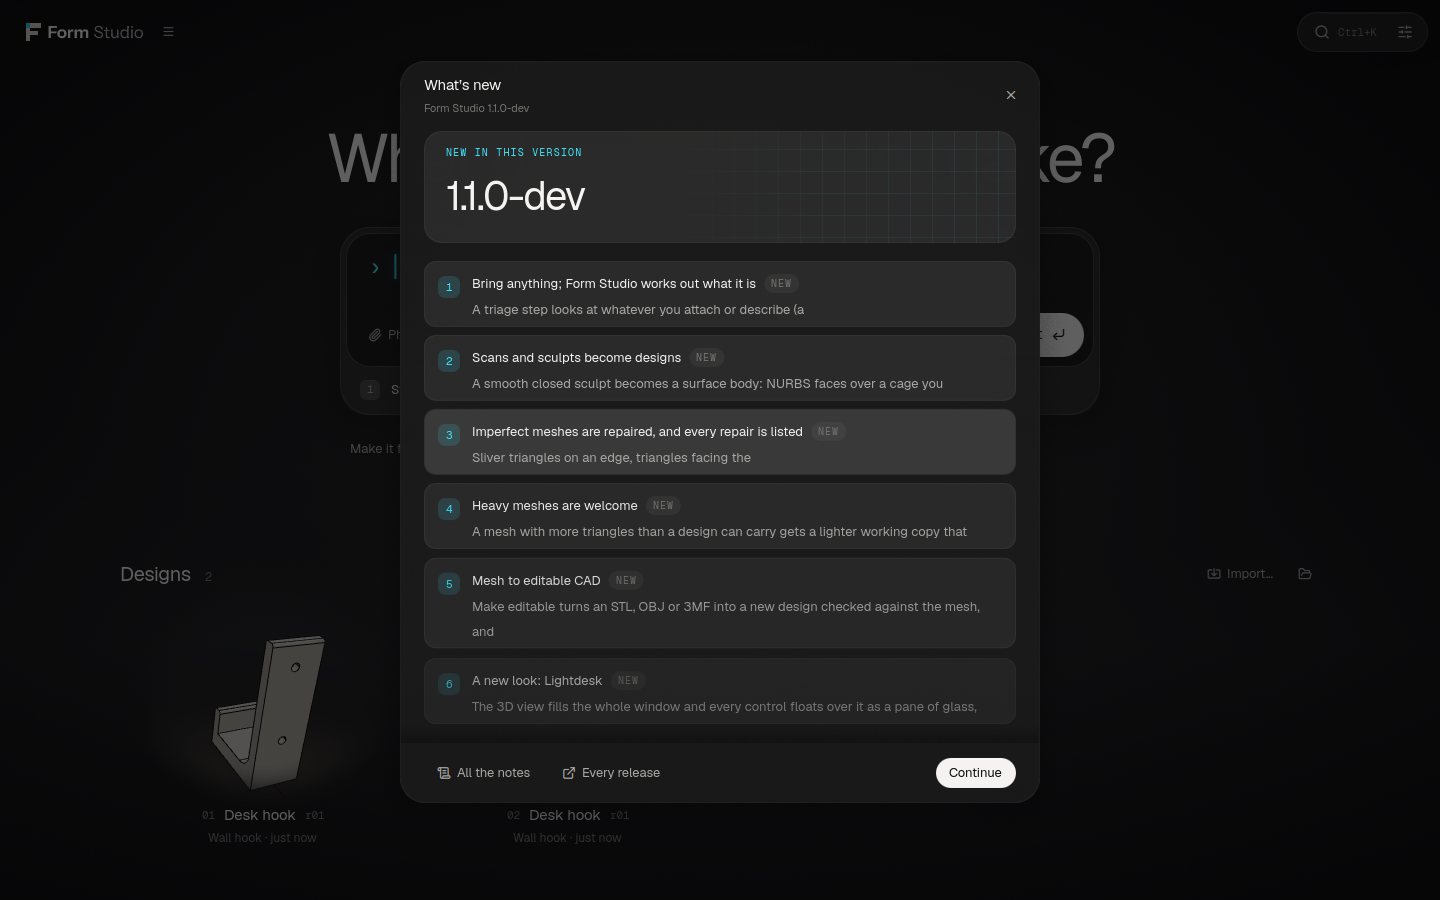 Form Studio
Ctrl+K
What's new
Form Studio 1.1.0-dev
NEW IN THIS VERSION
1.1.0-dev
1 Bring anything; Form Studio works out what it is NEW
A triage step looks at whatever you attach or describe (a
2 Scans and sculpts become designs NEW
A smooth closed sculpt becomes a surface body: NURBS faces over a cage you
3 Imperfect meshes are repaired, and every repair is listed NEW
Sliver triangles on an edge, triangles facing the
4 Heavy meshes are welcome NEW
A mesh with more triangles than a design can carry gets a lighter working copy that
5 Mesh to editable CAD NEW
Make editable turns an STL, OBJ or 3MF into a new design checked against the mesh,
and
6 A new look: Lightdesk NEW
The 3D view fills the whole window and every control floats over it as a pane of glass,
All the notes Every release Continue
1
Make it
Designs 2
Import...
01 Desk hook r01
Wall hook · just now
02 Desk hook r01
Wall hook · just now